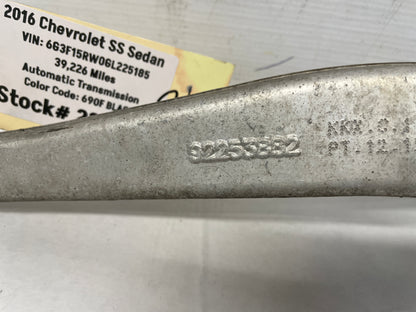 2016 Chevrolet SS Sedan
VIN: 6G3F15RW0GL225185
39,226 Miles
Automatic Transmission
Color Code: 690F
Stock#
92253882